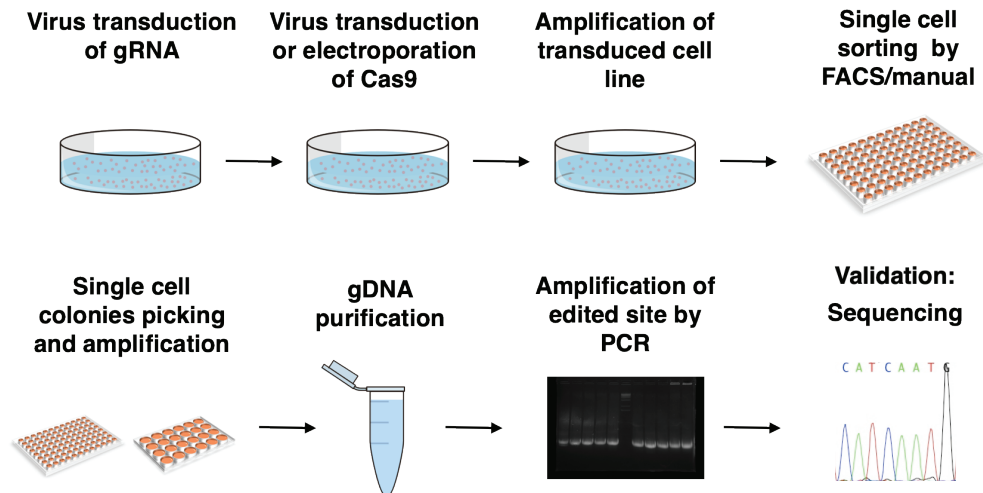 Virus transduction
of gRNA
Virus transduction
or electroporation
of Cas9
Amplification of
transduced cell
line
Single cell
sorting by
FACS/manual
Single cell
colonies picking
and amplification
gDNA
purification
Amplification of
edited site by
PCR
Validation:
Sequencing
C A T C A A T G